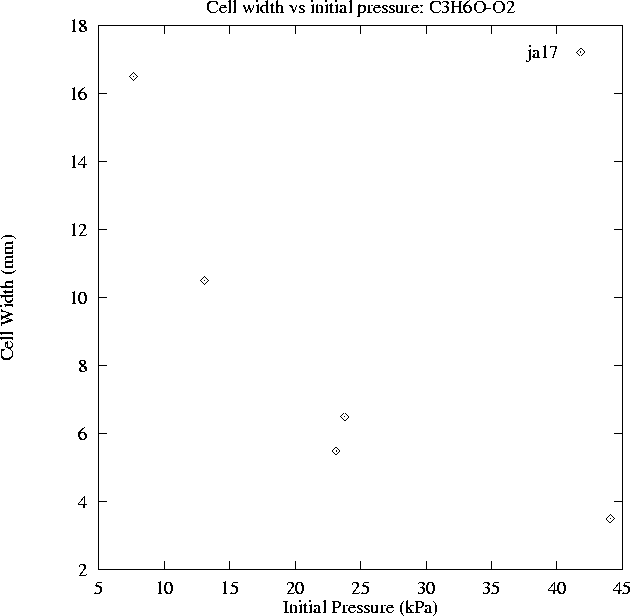 Cell width vs initial pressure: C3H6O-O2
18
ja17
16
14
12
10
8
6
4
2
Cell Width (mm)
5 10 15 20 25 30 35 40 45
Initial Pressure (kPa)